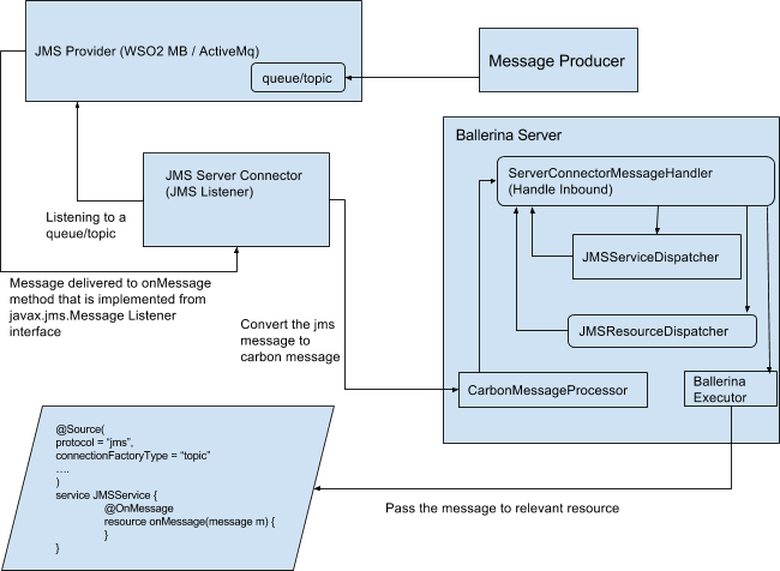 JMS Provider (WSO2 MB / ActiveMq)
queue/topic
Message Producer
Ballerina Server
JMS Server Connector
(JMS Listener)
ServerConnectorMessageHandler
(Handle Inbound)
Listening to a
queue/topic
JMSServiceDispatcher
Message delivered to onMessage
method that is implemented from
javax.jms.Message Listener
interface
Convert the jms
message to
carbon message
JMSResourceDispatcher
CarbonMessageProcessor
Ballerina
Executor
@Source(
protocol = “jms”,
connectionFactoryType = “topic”
….
)
service JMSService {
@OnMessage
resource onMessage(message m) {
}
}
Pass the message to relevant resource